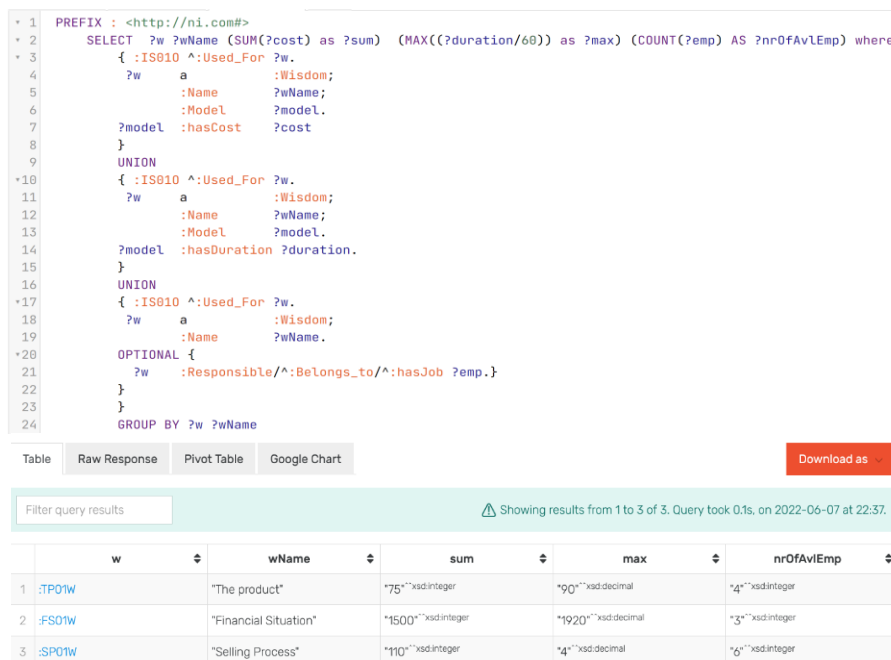 1 PREFIX : <http://ni.com#>
2 SELECT ?w ?wName (SUM(?cost) as ?sum) (MAX((?duration/60)) as ?max) (COUNT(?emp) AS ?nrOfAvlEmp) where
3 { :IS01O ^:Used_For ?w.
4 ?w a :Wisdom;
5 :Name ?wName;
6 :Model ?model.
7 ?model :hasCost ?cost
8 }
9 UNION
10 { :IS01O ^:Used_For ?w.
11 ?w a :Wisdom;
12 :Name ?wName;
13 :Model ?model.
14 ?model :hasDuration ?duration.
15 }
16 UNION
17 { :IS01O ^:Used_For ?w.
18 ?w a :Wisdom;
19 :Name ?wName.
20 OPTIONAL {
21 ?w :Responsible/^:Belongs_to/^:hasJob ?emp.}
22 }
23 }
24 GROUP BY ?w ?wName
Table Raw Response Pivot Table Google Chart Download as
Filter query results Showing results from 1 to 3 of 3. Query took 0.1s, on 2022-06-07 at 22:37.
w wName sum max nrOfAvlEmp
1 :TP01W "The product" "75"^^xsd:integer "90"^^xsd:decimal "4"^^xsd:integer
2 :FS01W "Financial Situation" "1500"^^xsd:integer "1920"^^xsd:decimal "3"^^xsd:integer
3 :SP01W "Selling Process" "110"^^xsd:integer "4"^^xsd:decimal "6"^^xsd:integer